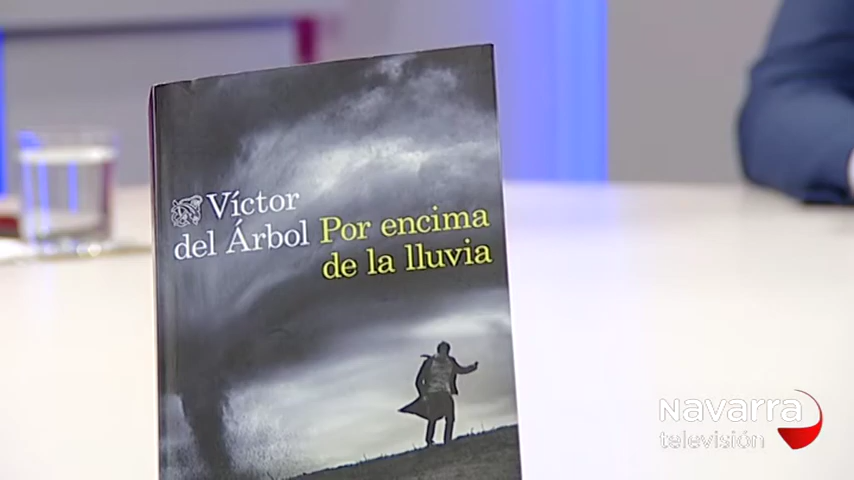 Víctor
del Árbol
Por encima
de la lluvia
Navarra
televisión